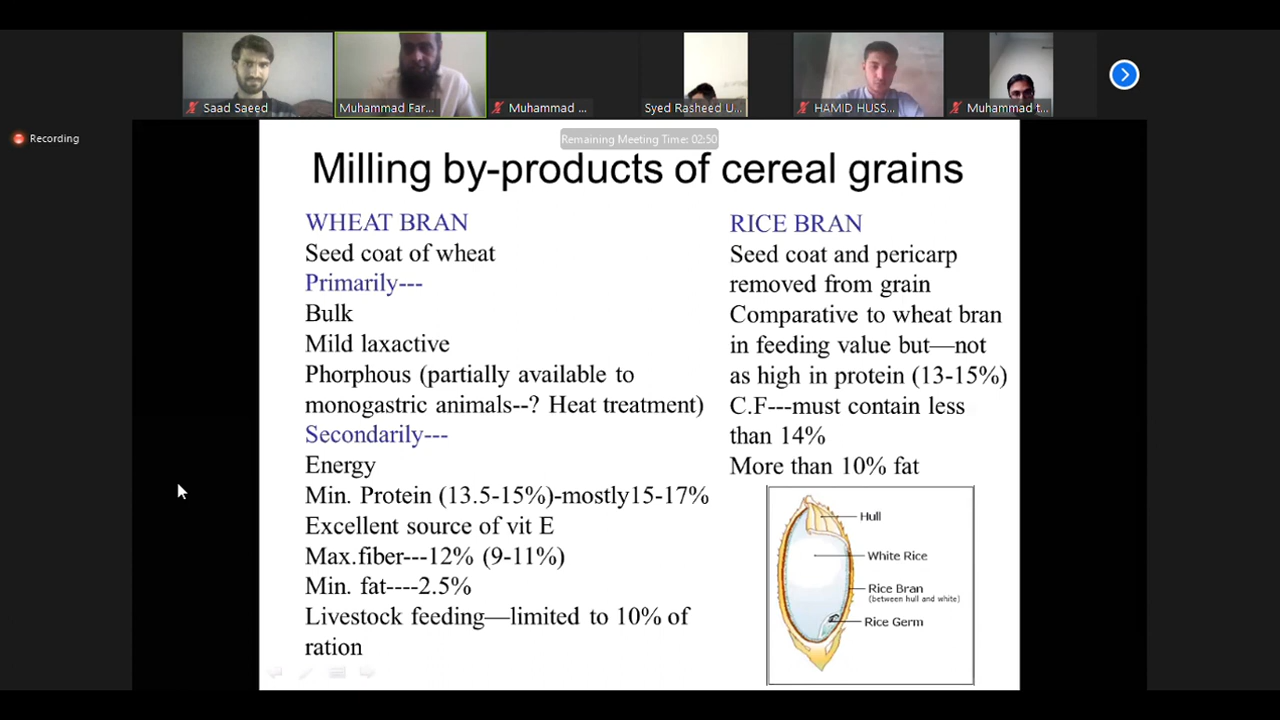 Saad Saeed
Muhammad Far...
Muhammad ...
Syed Rasheed U...
HAMID HUSS...
Muhammad t...
Recording
Remaining Meeting Time: 02:50
Milling by-products of cereal grains
WHEAT BRAN
Seed coat of wheat
Primarily---
Bulk
Mild laxactive
Phorphous (partially available to
monogastric animals--? Heat treatment)
Secondarily---
Energy
Min. Protein (13.5-15%)-mostly15-17%
Excellent source of vit E
Max.fiber---12% (9-11%)
Min. fat----2.5%
Livestock feeding—limited to 10% of
ration
RICE BRAN
Seed coat and pericarp
removed from grain
Comparative to wheat bran
in feeding value but—not
as high in protein (13-15%)
C.F---must contain less
than 14%
More than 10% fat
Hull
White Rice
Rice Bran
(between hull and white)
Rice Germ